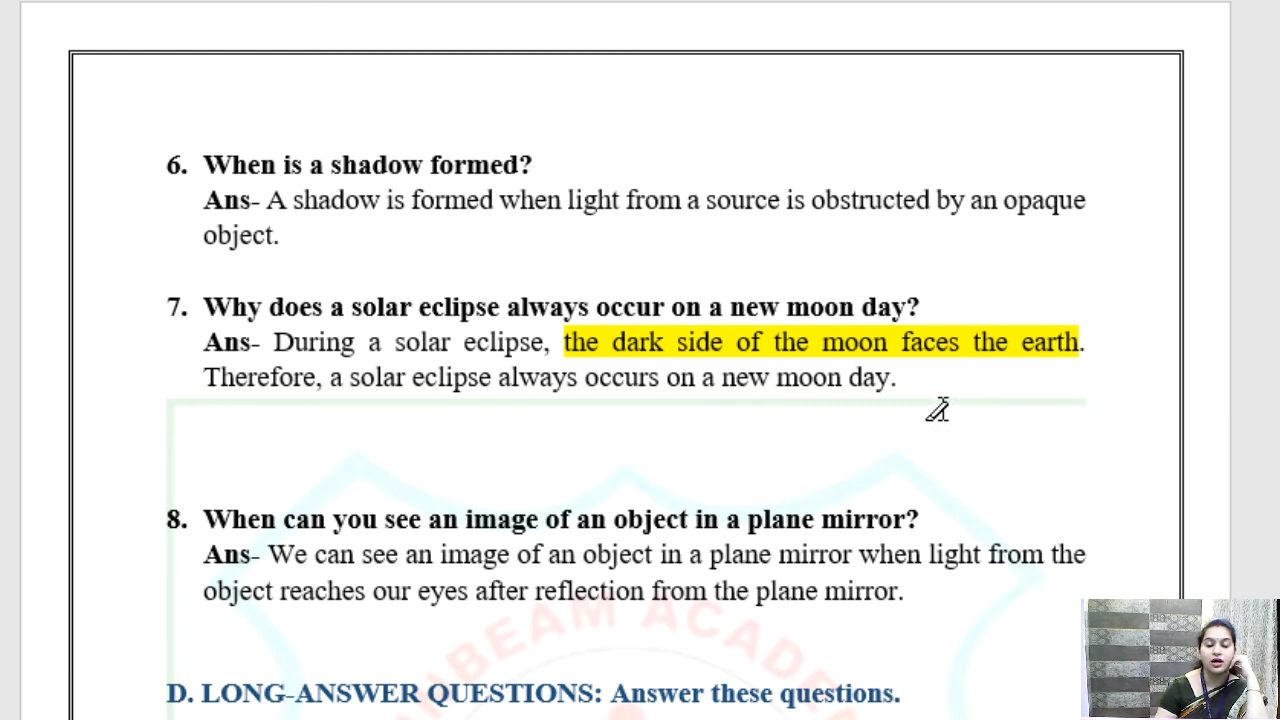 6. When is a shadow formed?
Ans- A shadow is formed when light from a source is obstructed by an opaque
object.
7. Why does a solar eclipse always occur on a new moon day?
Ans- During a solar eclipse, the dark side of the moon faces the earth.
Therefore, a solar eclipse always occurs on a new moon day.
8. When can you see an image of an object in a plane mirror?
Ans- We can see an image of an object in a plane mirror when light from the
object reaches our eyes after reflection from the plane mirror.
D. LONG-ANSWER QUESTIONS: Answer these questions.